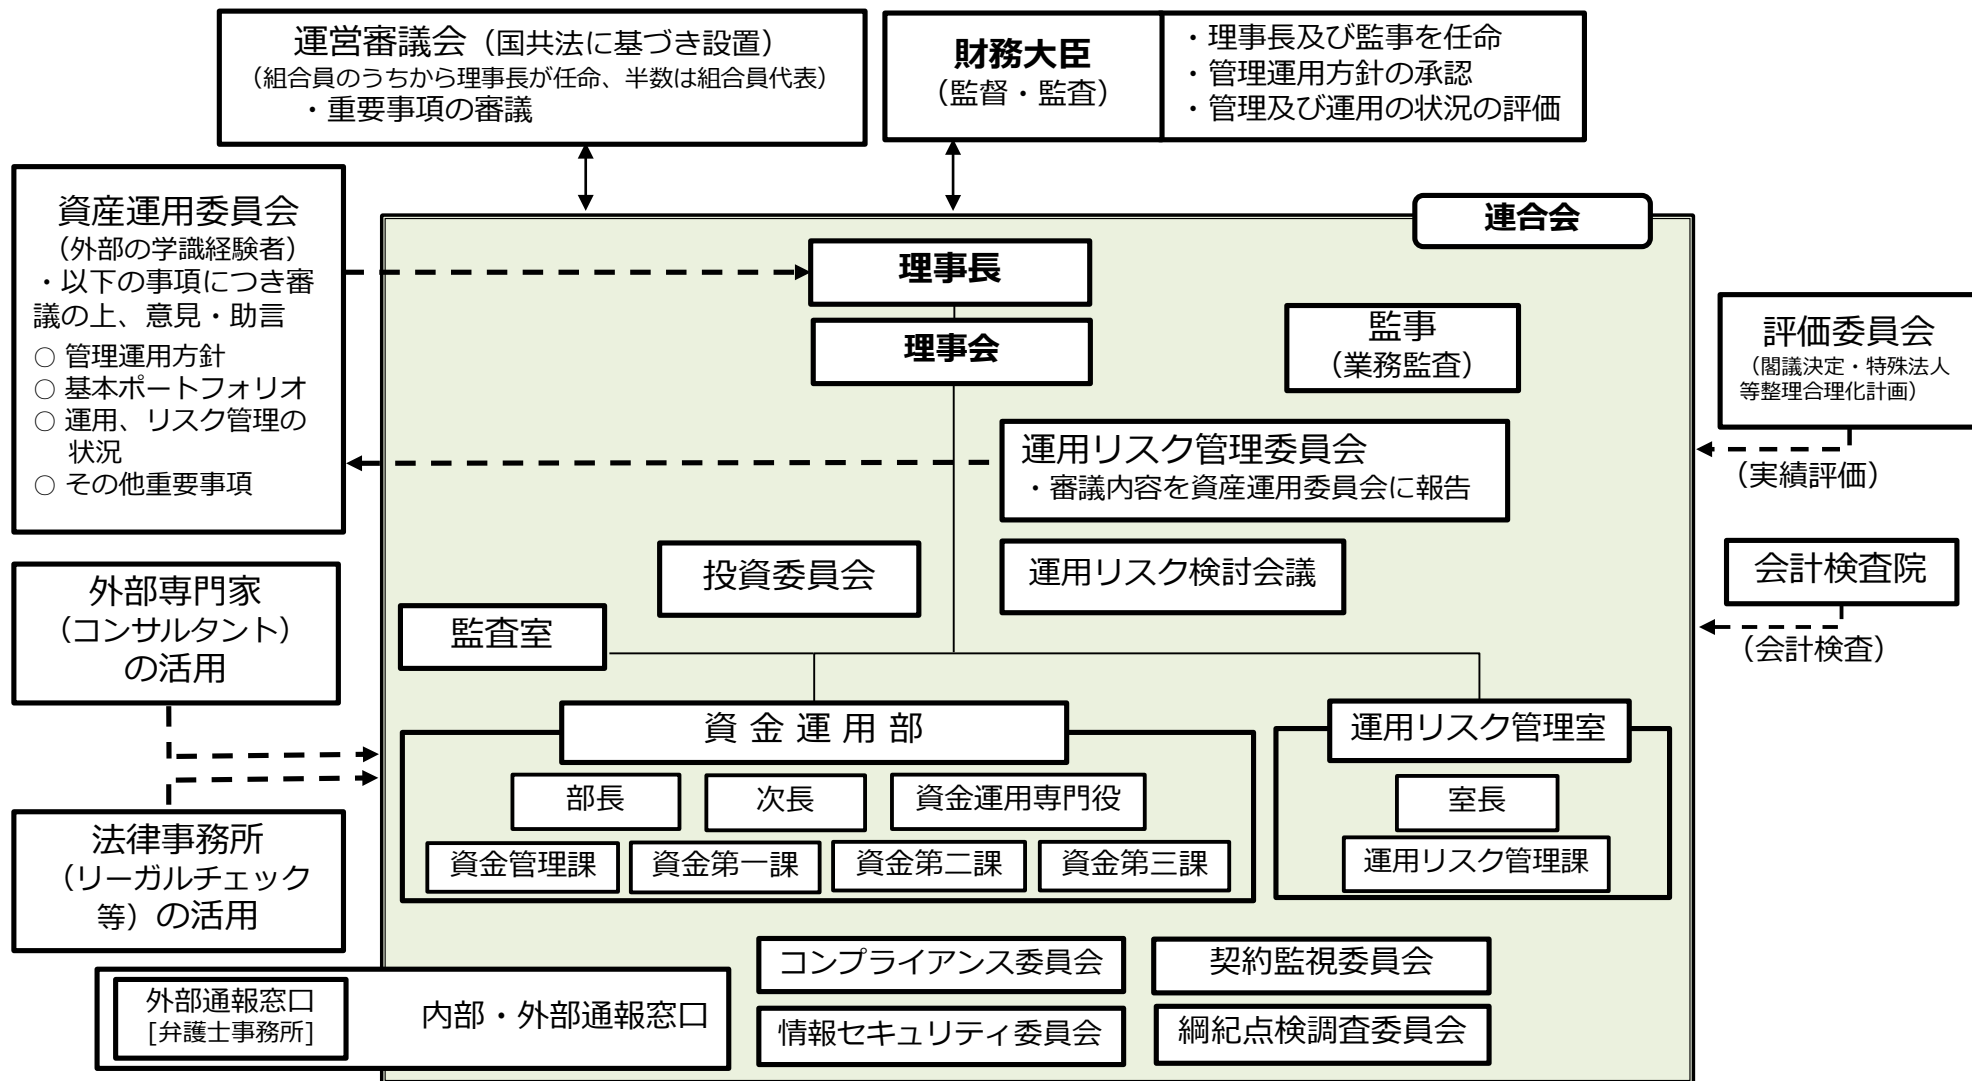 運営審議会（国共法に基づき設置）
（組合員のうちから理事長が任命、半数は組合員代表）
・重要事項の審議
財務大臣
（監督・監査）
・理事長及び監事を任命
・管理運用方針の承認
・管理及び運用の状況の評価
資産運用委員会
（外部の学識経験者）
・以下の事項につき審
議の上、意見・助言
○ 管理運用方針
○ 基本ポートフォリオ
○ 運用、リスク管理の
状況
○ その他重要事項
連合会
理事長
理事会
監事
（業務監査）
評価委員会
（閣議決定・特殊法人
等整理合理化計画）
（実績評価）
運用リスク管理委員会
・審議内容を資産運用委員会に報告
投資委員会
運用リスク検討会議
会計検査院
（会計検査）
外部専門家
（コンサルタント）
の活用
監査室
資 金 運 用 部
部長
次長
資金運用専門役
資金管理課
資金第一課
資金第二課
資金第三課
運用リスク管理室
室長
運用リスク管理課
法律事務所
（リーガルチェック
等）の活用
コンプライアンス委員会
契約監視委員会
外部通報窓口
[弁護士事務所]
内部・外部通報窓口
情報セキュリティ委員会
綱紀点検調査委員会